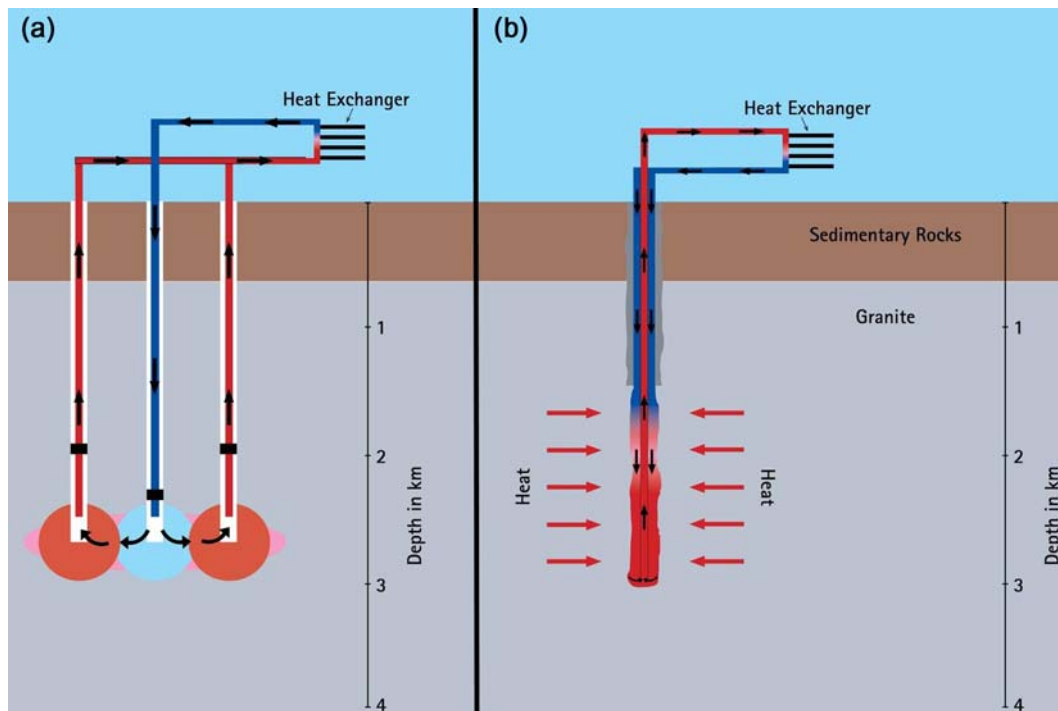 (a)
Heat Exchanger
1
2
3
4
Depth in km
(b)
Heat Exchanger
Sedimentary Rocks
Granite
Heat
Heat
1
2
3
4
Depth in km